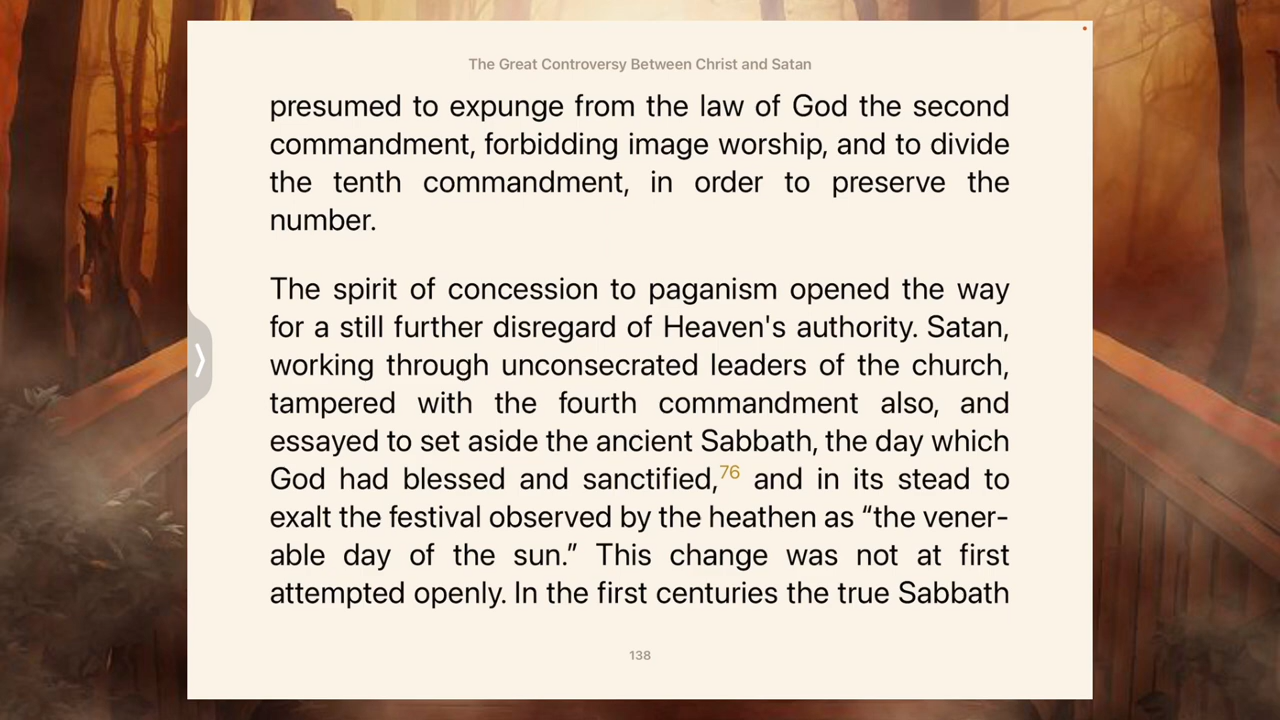 The Great Controversy Between Christ and Satan
presumed to expunge from the law of God the second
commandment, forbidding image worship, and to divide
the tenth commandment, in order to preserve the
number.
The spirit of concession to paganism opened the way
for a still further disregard of Heaven's authority. Satan,
working through unconsecrated leaders of the church,
tampered with the fourth commandment also, and
essayed to set aside the ancient Sabbath, the day which
God had blessed and sanctified,76 and in its stead to
exalt the festival observed by the heathen as “the vener-
able day of the sun.” This change was not at first
attempted openly. In the first centuries the true Sabbath
138